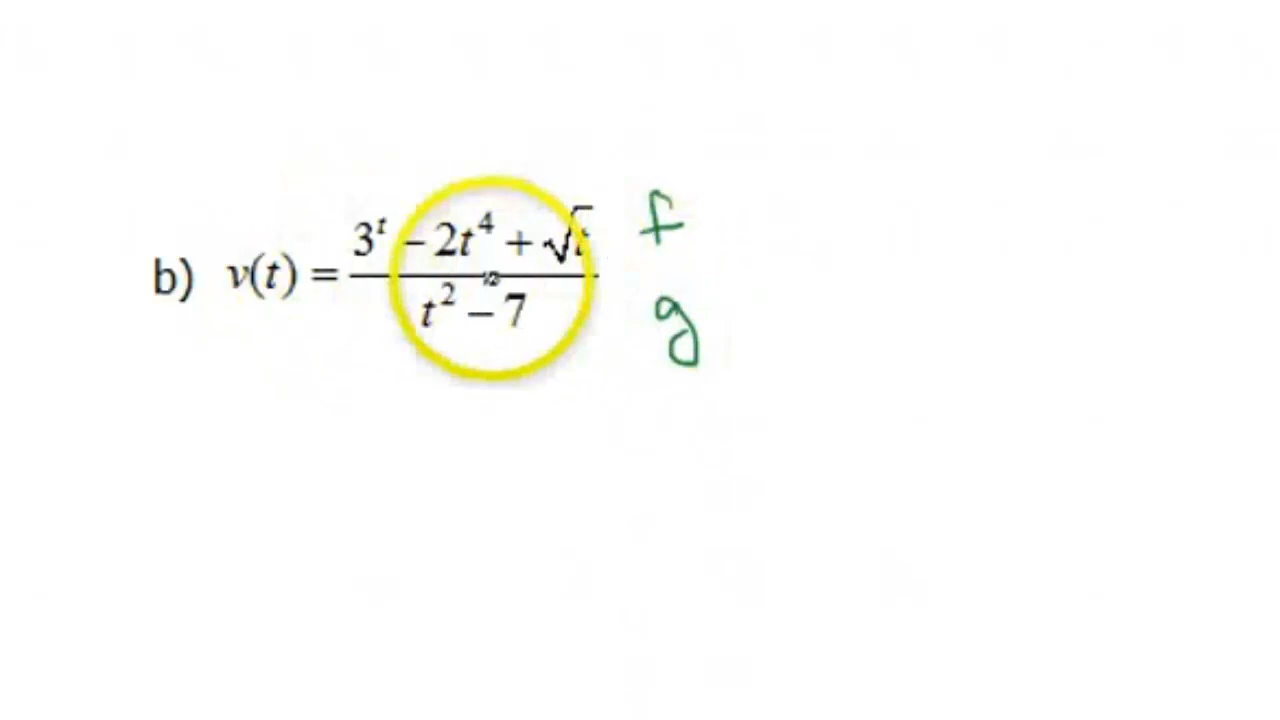 b) v(t) = (3^t − 2t^4 + √t) / (t^2 − 7)
f
g